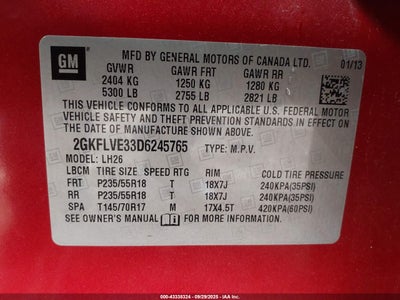 GM
MFD BY GENERAL MOTORS OF CANADA LTD. 01/13
GVWR GAWR FRT GAWR RR
2404 KG 1250 KG 1280 KG
5300 LB 2755 LB 2821 LB
THIS VEHICLE CONFORMS TO ALL APPLICABLE U.S. FEDERAL MOTOR
VEHICLE SAFETY AND THEFT PREVENTION STANDARDS IN EFFECT ON
THE DATE OF MANUFACTURE SHOWN ABOVE.
2GKFLVE33D6245765 TYPE: M.P.V.
MODEL: LH26
LBCM TIRE SIZE SPEED RTG RIM COLD TIRE PRESSURE
FRT P235/55R18 T 18X7J 240KPA(35PSI)
RR P235/55R18 T 18X7J 240KPA(35PSI)
SPA T145/70R17 M 17X4.5T 420KPA(60PSI)
SEE OWNER'S MANUAL FOR MORE INFORMATION.
000-43338324 - 09/29/2025 - IAAHQ